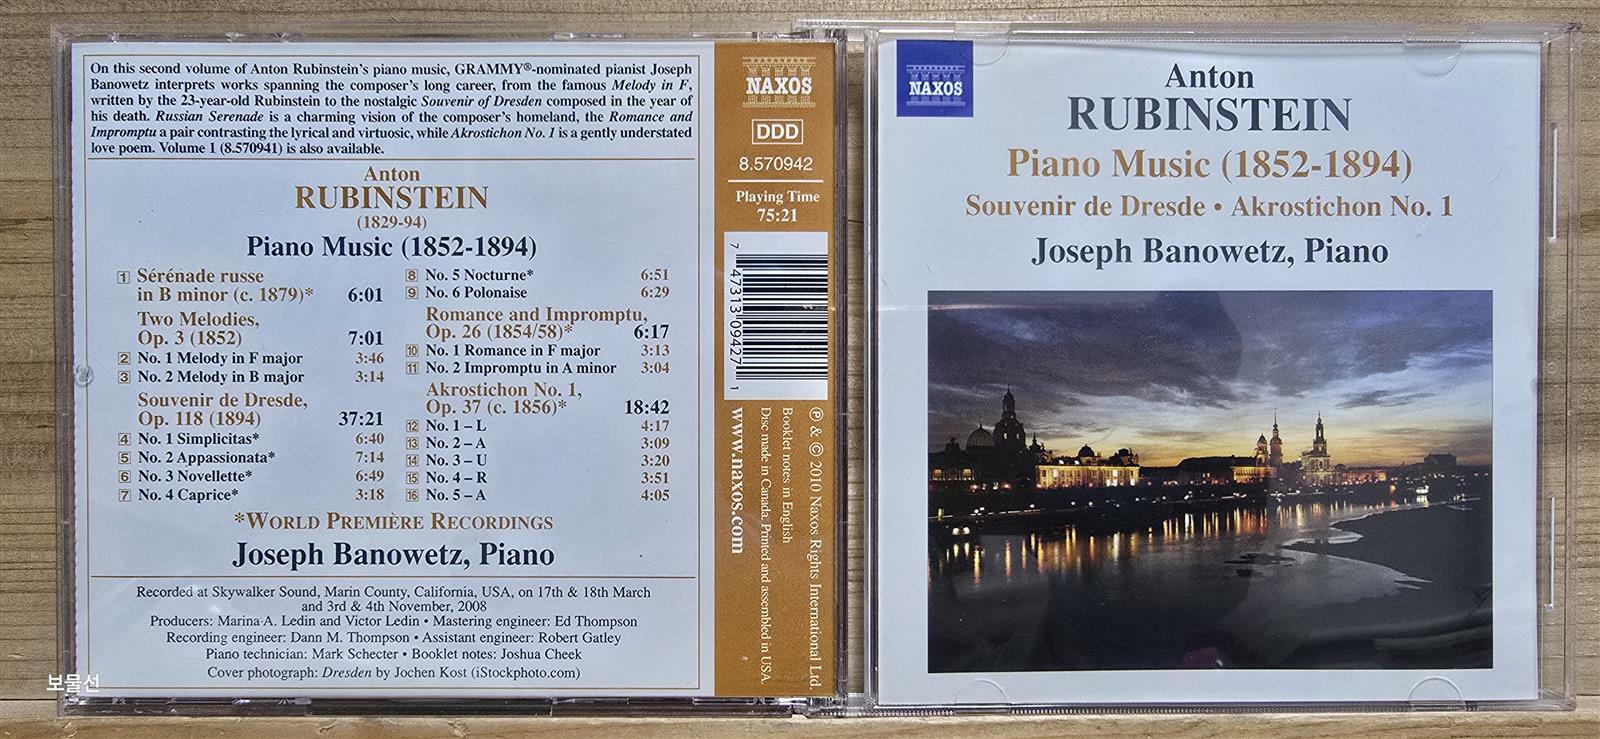 On this second volume of Anton Rubinstein's piano music, GRAMMY®-nominated pianist Joseph
Banowetz interprets works spanning the composer's long career, from the famous Melody in F,
written by the 23-year-old Rubinstein to the nostalgic Souvenir of Dresden composed in the year of
his death. Russian Serenade is a charming vision of the composer's homeland, the Romance and
Impromptu a pair contrasting the lyrical and virtuosic, while Akrostichon No. 1 is a gently understated
love poem. Volume 1 (8.570941) is also available.
Anton
RUBINSTEIN
(1829-94)
Piano Music (1852-1894)
1 Sérénade russe
in B minor (c. 1879)* 6:01
Two Melodies,
Op. 3 (1852) 7:01
2 No. 1 Melody in F major 3:46
3 No. 2 Melody in B major 3:14
Souvenir de Dresde,
Op. 118 (1894) 37:21
4 No. 1 Simplicitas* 6:40
5 No. 2 Appassionata* 7:14
6 No. 3 Novellette* 6:49
7 No. 4 Caprice* 3:18
8 No. 5 Nocturne* 6:51
9 No. 6 Polonaise 6:29
Romance and Impromptu,
Op. 26 (1854/58)* 6:17
10 No. 1 Romance in F major 3:13
11 No. 2 Impromptu in A minor 3:04
Akrostichon No. 1,
Op. 37 (c. 1856)* 18:42
12 No. 1 – L 4:17
13 No. 2 – A 3:09
14 No. 3 – U 3:20
15 No. 4 – R 3:51
16 No. 5 – A 4:05
*WORLD PREMIÈRE RECORDINGS
Joseph Banowetz, Piano
Recorded at Skywalker Sound, Marin County, California, USA, on 17th & 18th March
and 3rd & 4th November, 2008
Producers: Marina A. Ledin and Victor Ledin • Mastering engineer: Ed Thompson
Recording engineer: Dann M. Thompson • Assistant engineer: Robert Gatley
Piano technician: Mark Schecter • Booklet notes: Joshua Cheek
Cover photograph: Dresden by Jochen Kost (iStockphoto.com)
보물선
NAXOS
DDD
8.570942
Playing Time
75:21
7 47313 09427 1
℗ & © 2010 Naxos Rights International Ltd.
Booklet notes in English
Disc made in Canada. Printed and assembled in USA.
www.naxos.com
NAXOS
Anton
RUBINSTEIN
Piano Music (1852-1894)
Souvenir de Dresde • Akrostichon No. 1
Joseph Banowetz, Piano